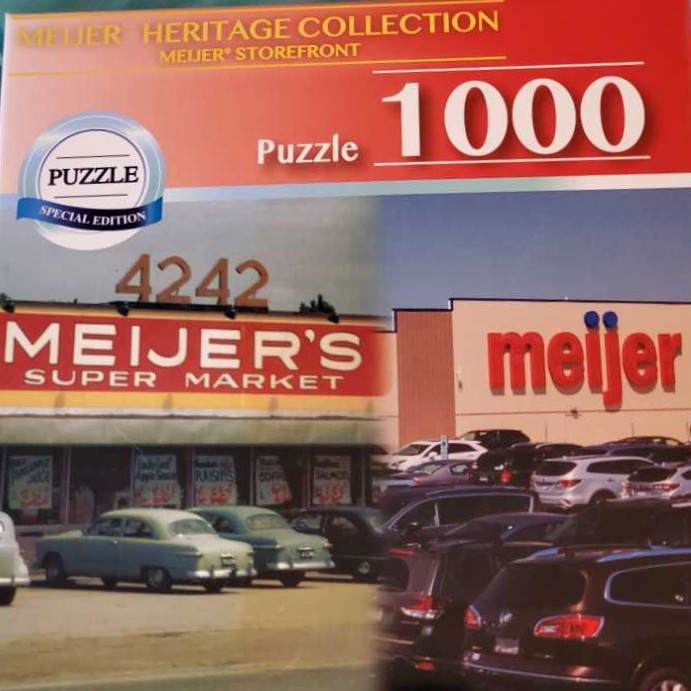 MEIJER HERITAGE COLLECTION
MEIJER® STOREFRONT
Puzzle 1000
PUZZLE
SPECIAL EDITION
4242
MEIJER'S
SUPER MARKET
meijer